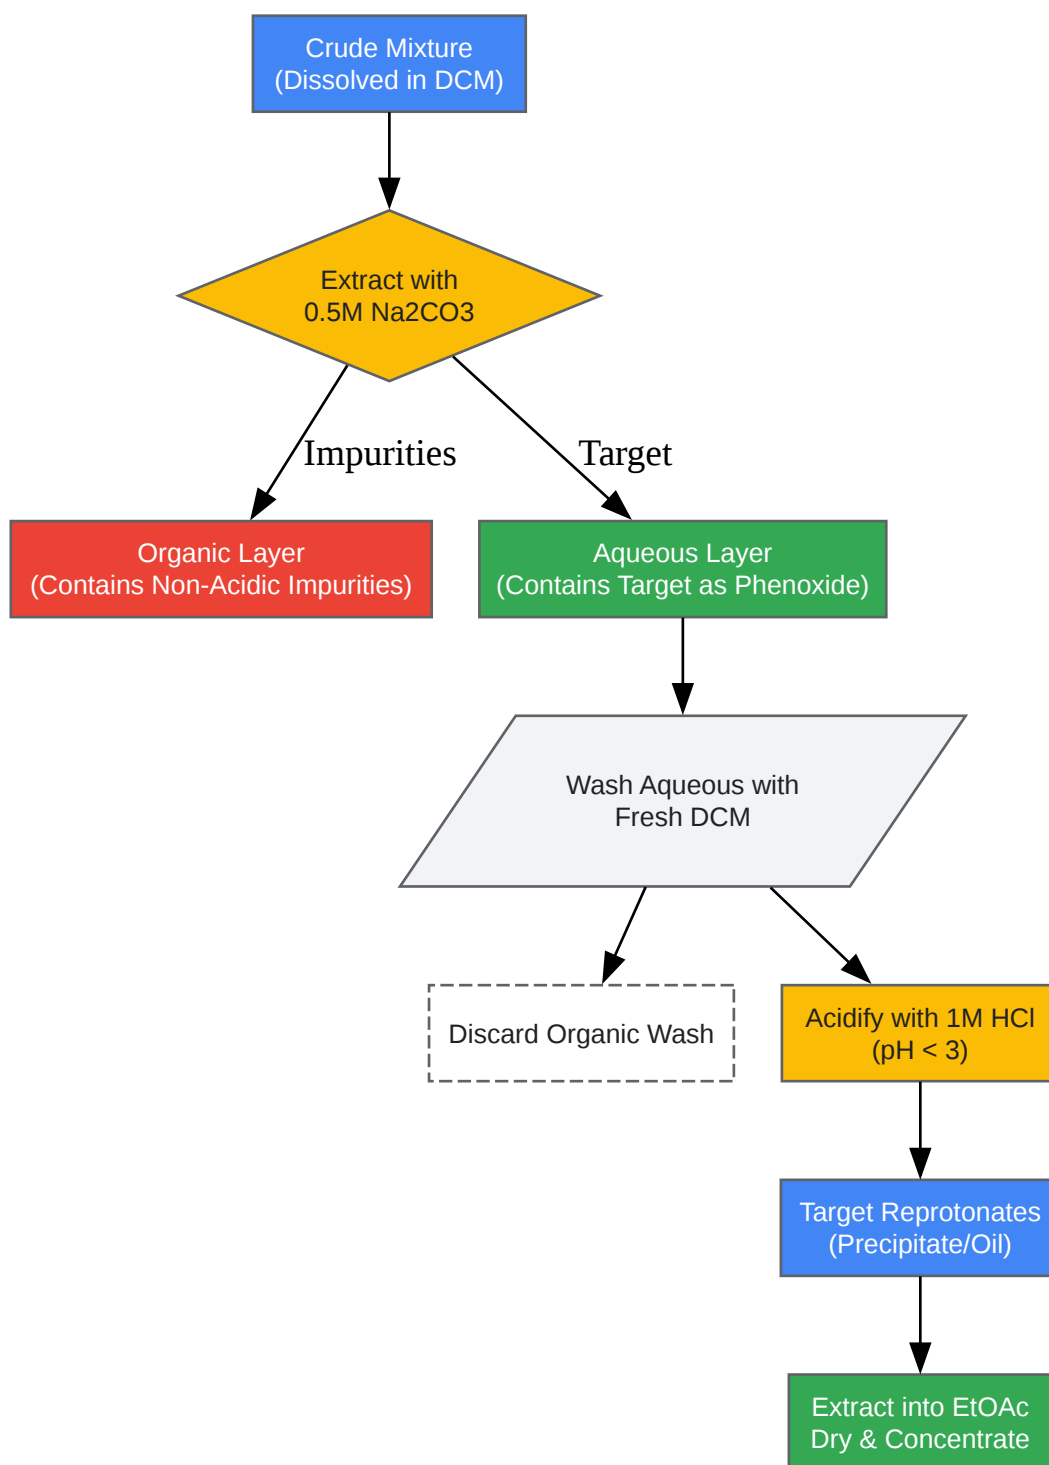 Crude Mixture
(Dissolved in DCM)
Extract with
0.5M Na2CO3
Impurities
Target
Organic Layer
(Contains Non-Acidic Impurities)
Aqueous Layer
(Contains Target as Phenoxide)
Wash Aqueous with
Fresh DCM
Discard Organic Wash
Acidify with 1M HCl
(pH < 3)
Target Reprotonates
(Precipitate/Oil)
Extract into EtOAc
Dry & Concentrate